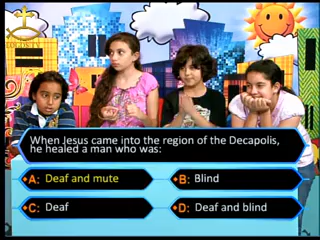 When Jesus came into the region of the Decapolis,
he healed a man who was:
A: Deaf and mute
B: Blind
C: Deaf
D: Deaf and blind